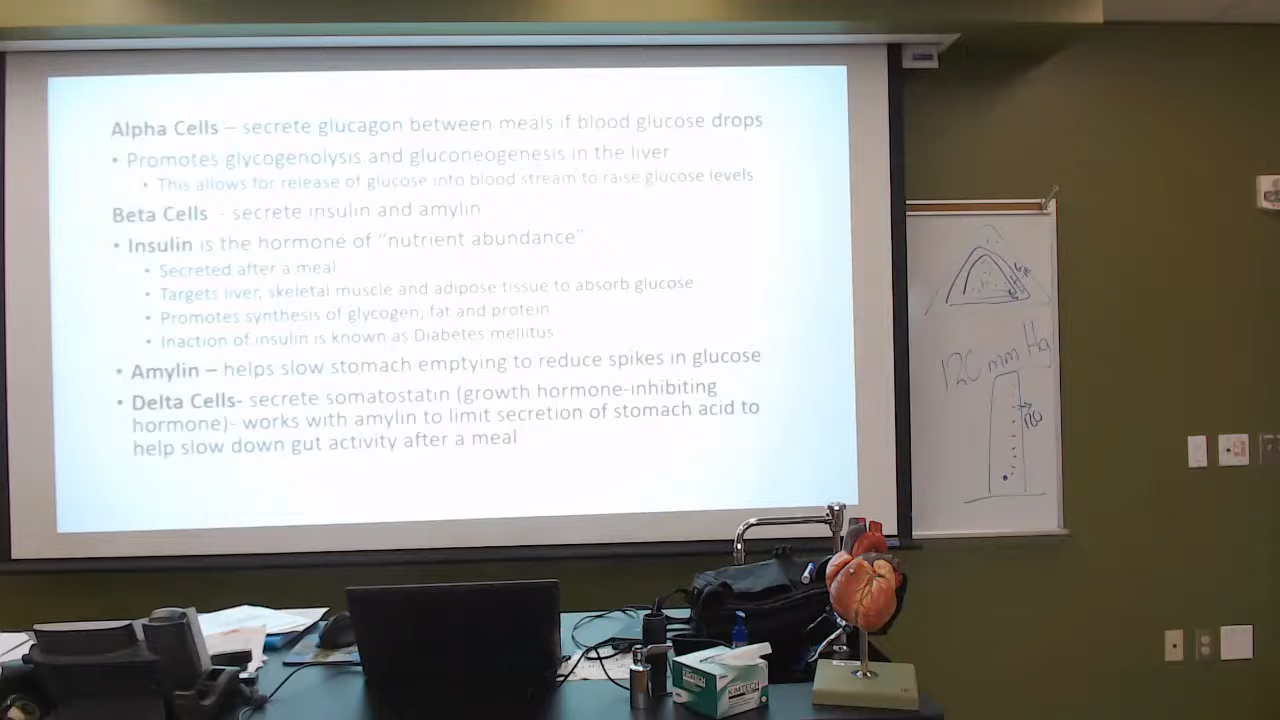 Alpha Cells – secrete glucagon between meals if blood glucose drops
• Promotes glycogenolysis and gluconeogenesis in the liver
• This allows for release of glucose into blood stream to raise glucose levels
Beta Cells - secrete insulin and amylin
• Insulin is the hormone of "nutrient abundance"
• Secreted after a meal
• Targets liver, skeletal muscle and adipose tissue to absorb glucose
• Promotes synthesis of glycogen, fat and protein
• Inaction of insulin is known as Diabetes mellitus
• Amylin – helps slow stomach emptying to reduce spikes in glucose
• Delta Cells- secrete somatostatin (growth hormone-inhibiting
hormone)- works with amylin to limit secretion of stomach acid to
help slow down gut activity after a meal
120 mm Hg
120
KIMTECH
KIMTECH